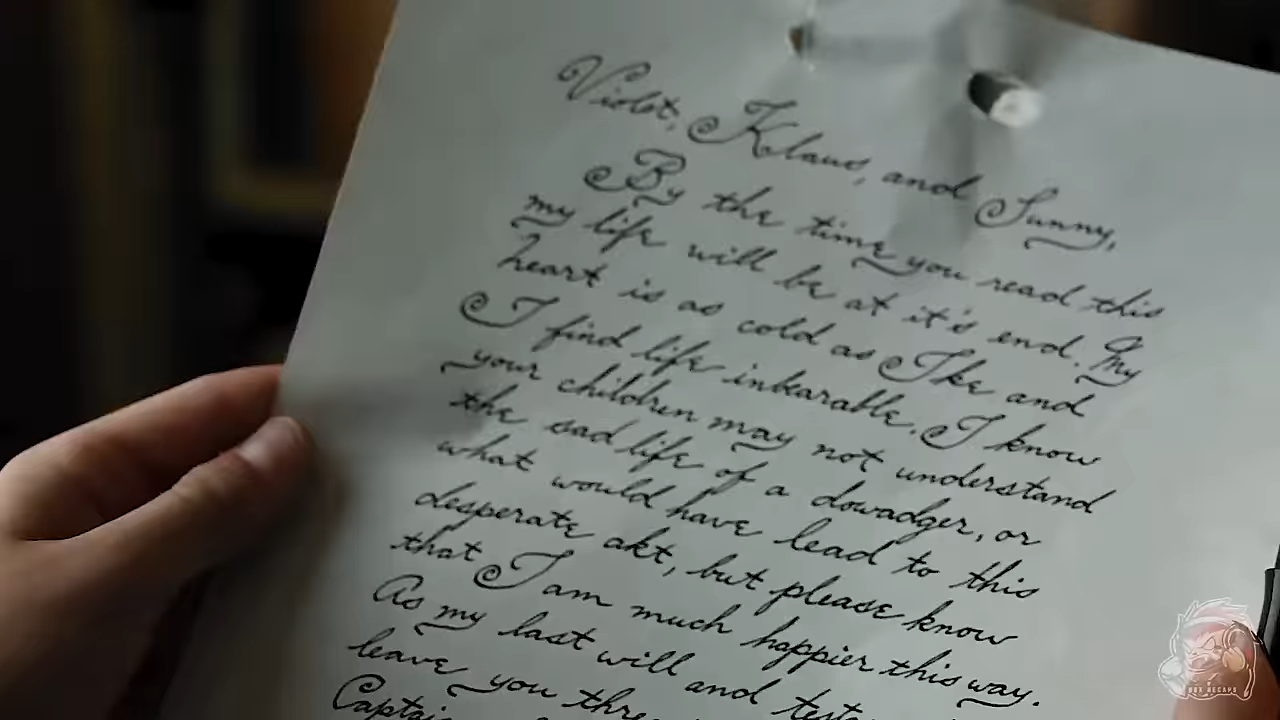 Violet, Klaus, and Sunny,
By the time you read this
my life will be at it's end. My
heart is as cold as Ike and
I find life inbearable. I know
your children may not understand
the sad life of a dowadger, or
what would have lead to this
desperate akt, but please know
that I am much happier this way.
As my last will and
leave you